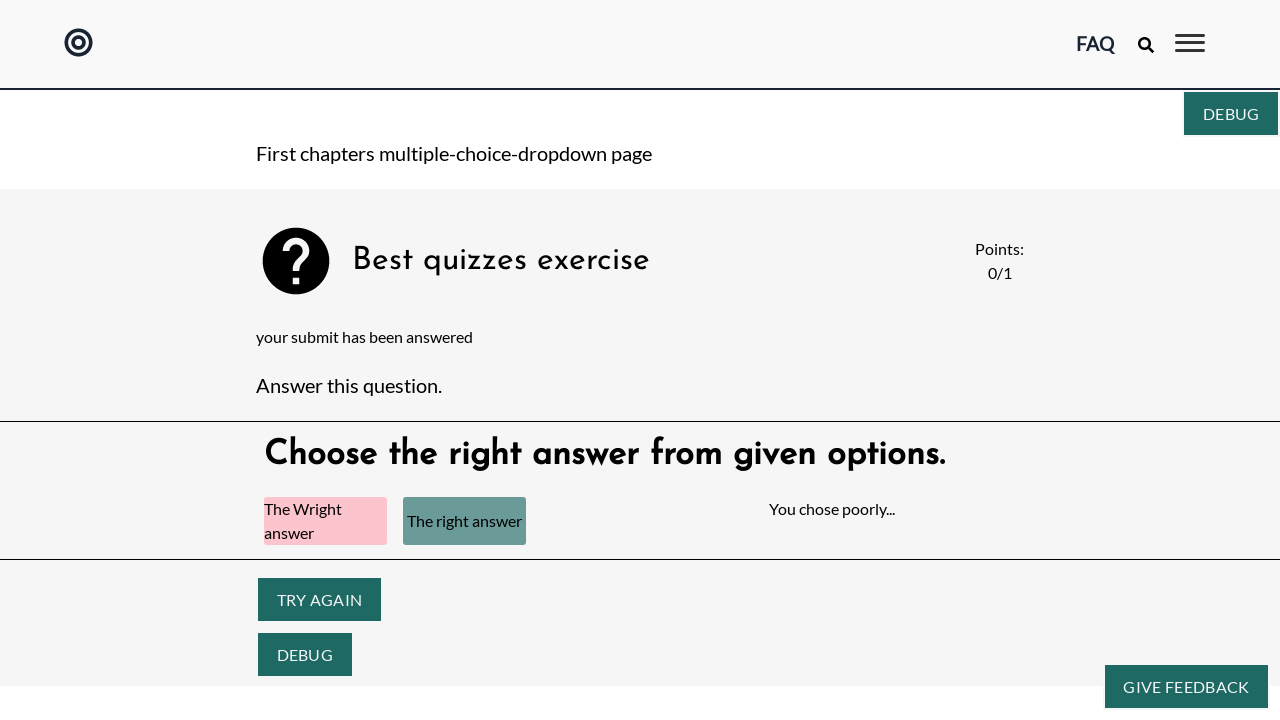 FAQ
DEBUG
First chapters multiple-choice-dropdown page
Best quizzes exercise
Points:
0/1
your submit has been answered
Answer this question.
Choose the right answer from given options.
The Wright
answer
The right answer
You chose poorly...
TRY AGAIN
DEBUG
GIVE FEEDBACK